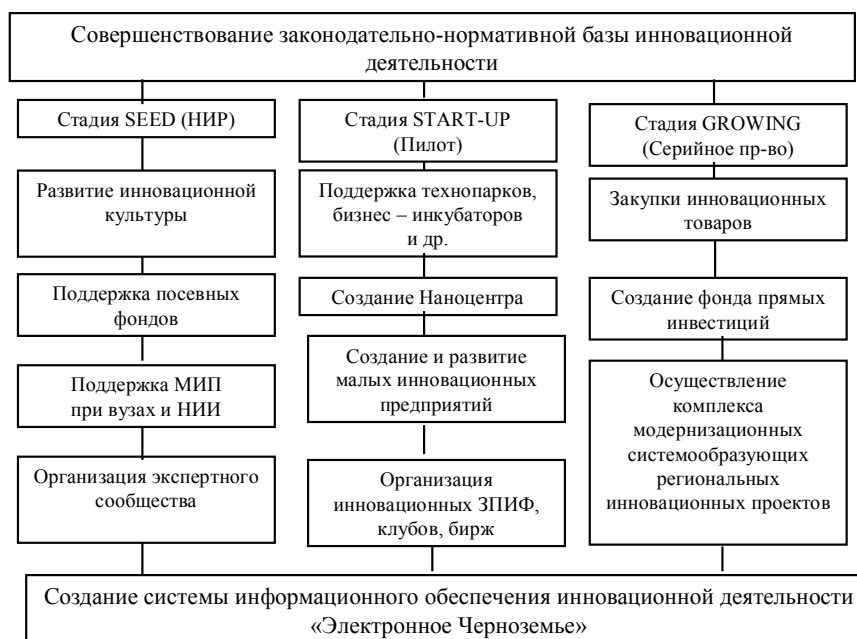 Совершенствование законодательно-нормативной базы инновационной
деятельности
Стадия SEED (НИР)
Развитие инновационной
культуры
Поддержка посевных
фондов
Поддержка МИП
при вузах и НИИ
Организация экспертного
сообщества
Стадия START-UP
(Пилот)
Поддержка технопарков,
бизнес – инкубаторов
и др.
Создание Наноцентра
Создание и развитие
малых инновационных
предприятий
Организация
инновационных ЗПИФ,
клубов, бирж
Стадия GROWING
(Серийное пр-во)
Закупки инновационных
товаров
Создание фонда прямых
инвестиций
Осуществление
комплекса
модернизационных
системообразующих
региональных
инновационных проектов
Создание системы информационного обеспечения инновационной деятельности
«Электронное Черноземье»